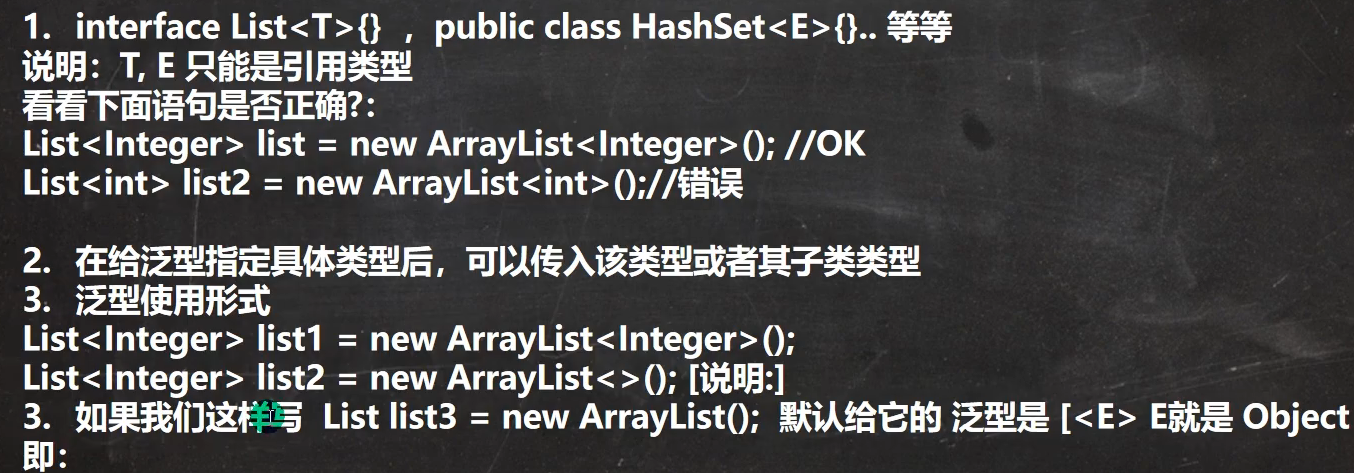 1. interface List<T>{} ，public class HashSet<E>{}.. 等等
说明：T, E 只能是引用类型
看看下面语句是否正确?：
List<Integer> list = new ArrayList<Integer>(); //OK
List<int> list2 = new ArrayList<int>();//错误
2. 在给泛型指定具体类型后，可以传入该类型或者其子类类型
3. 泛型使用形式
List<Integer> list1 = new ArrayList<Integer>();
List<Integer> list2 = new ArrayList<>(); [说明:]
3. 如果我们这样写 List list3 = new ArrayList(); 默认给它的 泛型是 [<E> E就是 Object
即：